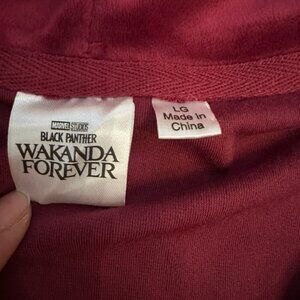 MARVEL STUDIOS
BLACK PANTHER
WAKANDA
FOREVER
LG
Made in
China